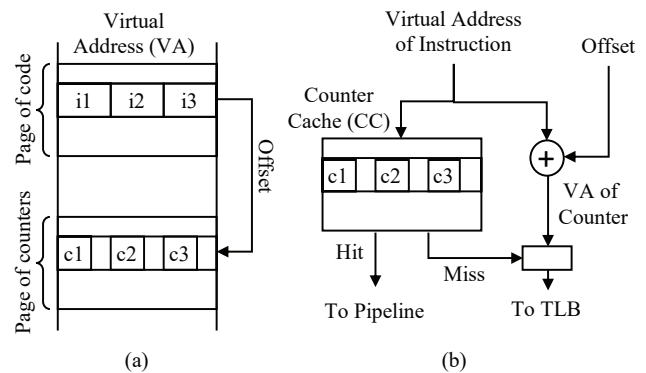 Virtual
Address (VA)
Page of code
i1 i2 i3
Offset
Page of counters
c1 c2 c3
(a)
Virtual Address
of Instruction
Offset
Counter
Cache (CC)
c1 c2 c3
+
VA of
Counter
Hit
Miss
To Pipeline
To TLB
(b)